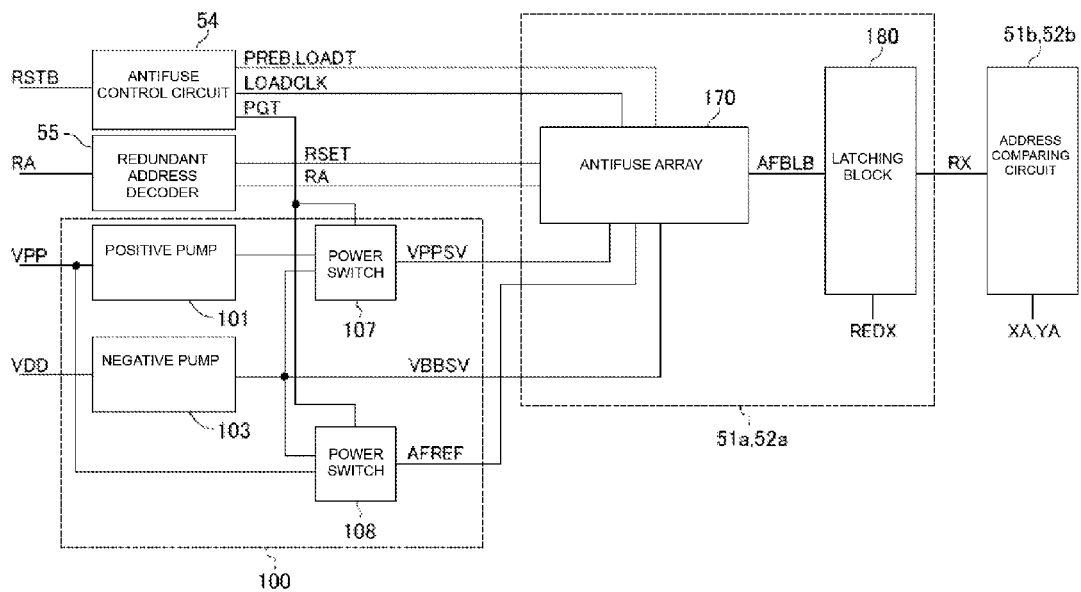 54
180
51b,52b
RSTB
ANTIFUSE
CONTROL CIRCUIT
PREB,LOADT
LOADCLK
PGT
170
55
RA
REDUNDANT
ADDRESS
DECODER
RSET
RA
ANTIFUSE ARRAY
AFBLB
LATCHING
BLOCK
RX
ADDRESS
COMPARING
CIRCUIT
VPP
POSITIVE PUMP
POWER
SWITCH
VPPSV
101
107
REDX
XA,YA
VDD
NEGATIVE PUMP
VBBSV
103
51a,52a
POWER
SWITCH
AFREF
108
100